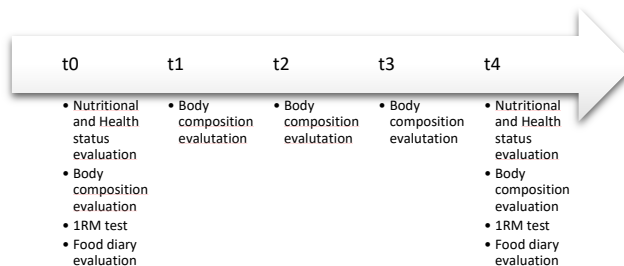 t0
t1
t2
t3
t4
• Nutritional
and Health
status
evaluation
• Body
composition
evaluation
• 1RM test
• Food diary
evaluation
• Body
composition
evalutation
• Body
composition
evalutation
• Body
composition
evalutation
• Nutritional
and Health
status
evaluation
• Body
composition
evaluation
• 1RM test
• Food diary
evaluation